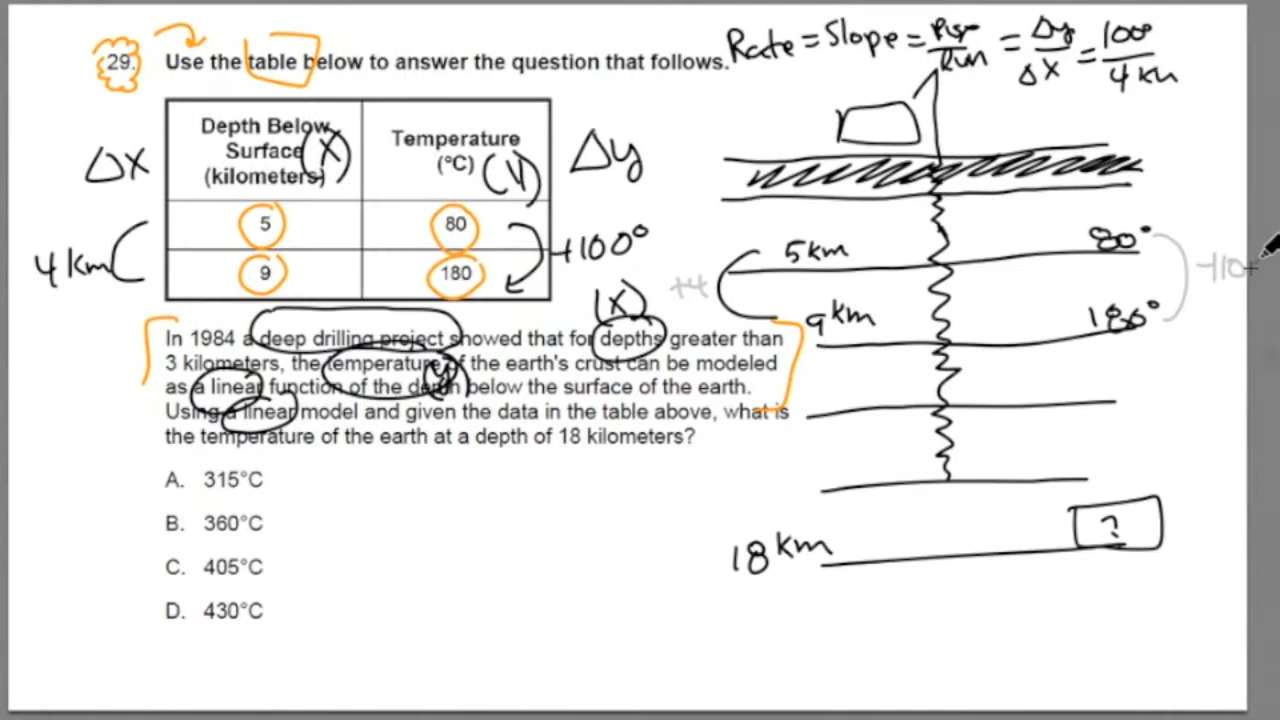 Rate = Slope = Rise/Run = Δy/Δx = 100°/4 km
29. Use the table below to answer the question that follows.
Depth Below Surface (kilometers) (X)
Temperature (°C) (Y)
Δx
Δy
5 80
9 180
4 km
+100°
In 1984 a deep drilling project showed that for depths greater than
3 kilometers, the temperature of the earth's crust can be modeled
as a linear function of the depth below the surface of the earth.
Using a linear model and given the data in the table above, what is
the temperature of the earth at a depth of 18 kilometers?
(X)
(Y)
A. 315°C
B. 360°C
C. 405°C
D. 430°C
5 km 80°
+4
+10
9 km 180°
18 km ?